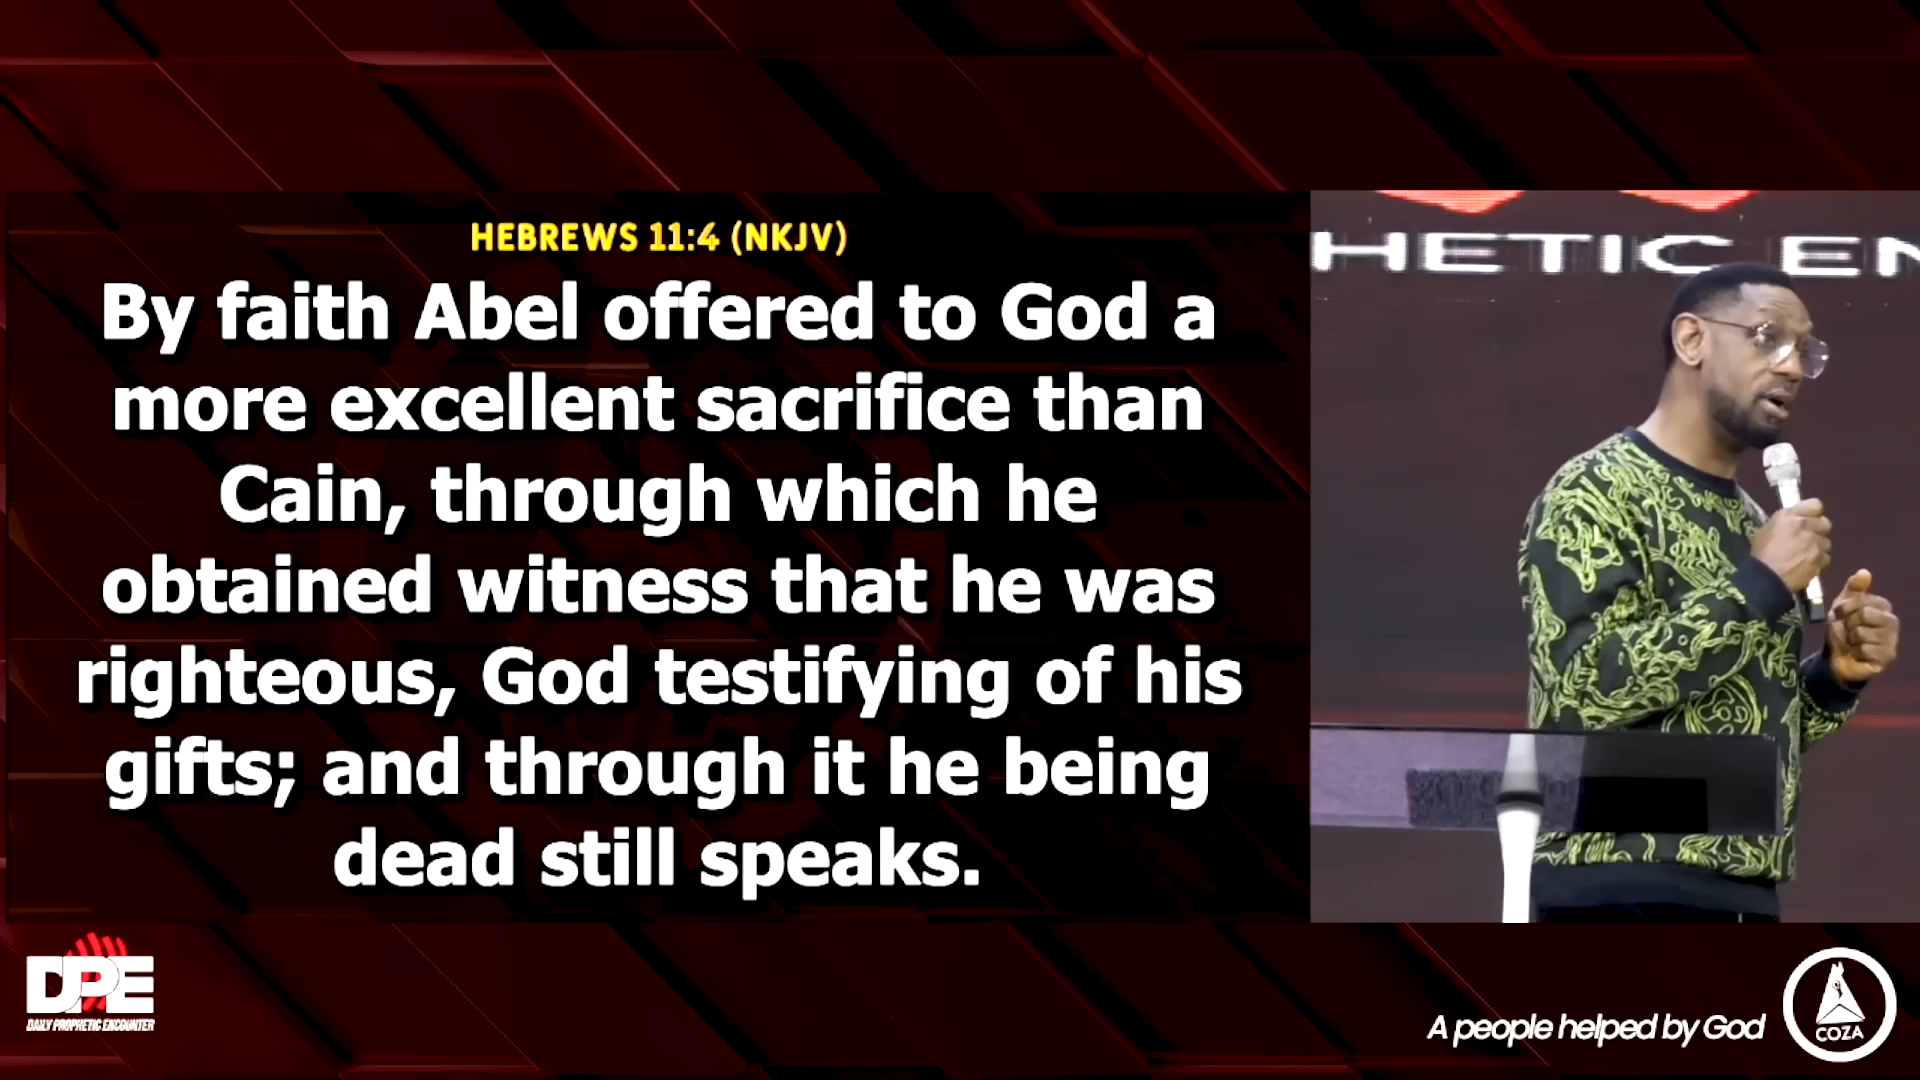 HEBREWS 11:4 (NKJV)
By faith Abel offered to God a
more excellent sacrifice than
Cain, through which he
obtained witness that he was
righteous, God testifying of his
gifts; and through it he being
dead still speaks.
HETIC EN
DPE
DAILY PROPHETIC ENCOUNTER
A people helped by God
COZA